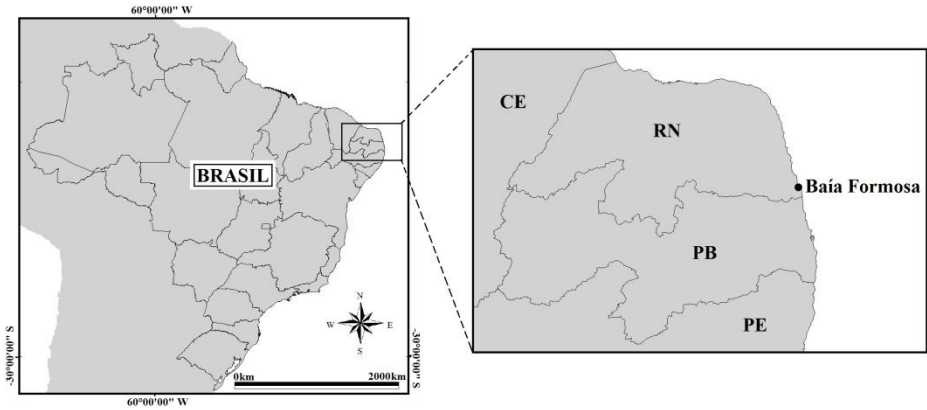 60°00'00" W
BRASIL
N
W
E
S
-30°00'00" S
-30°00'00" S
0km
2000km
60°00'00" W
CE
RN
Baía Formosa
PB
PE